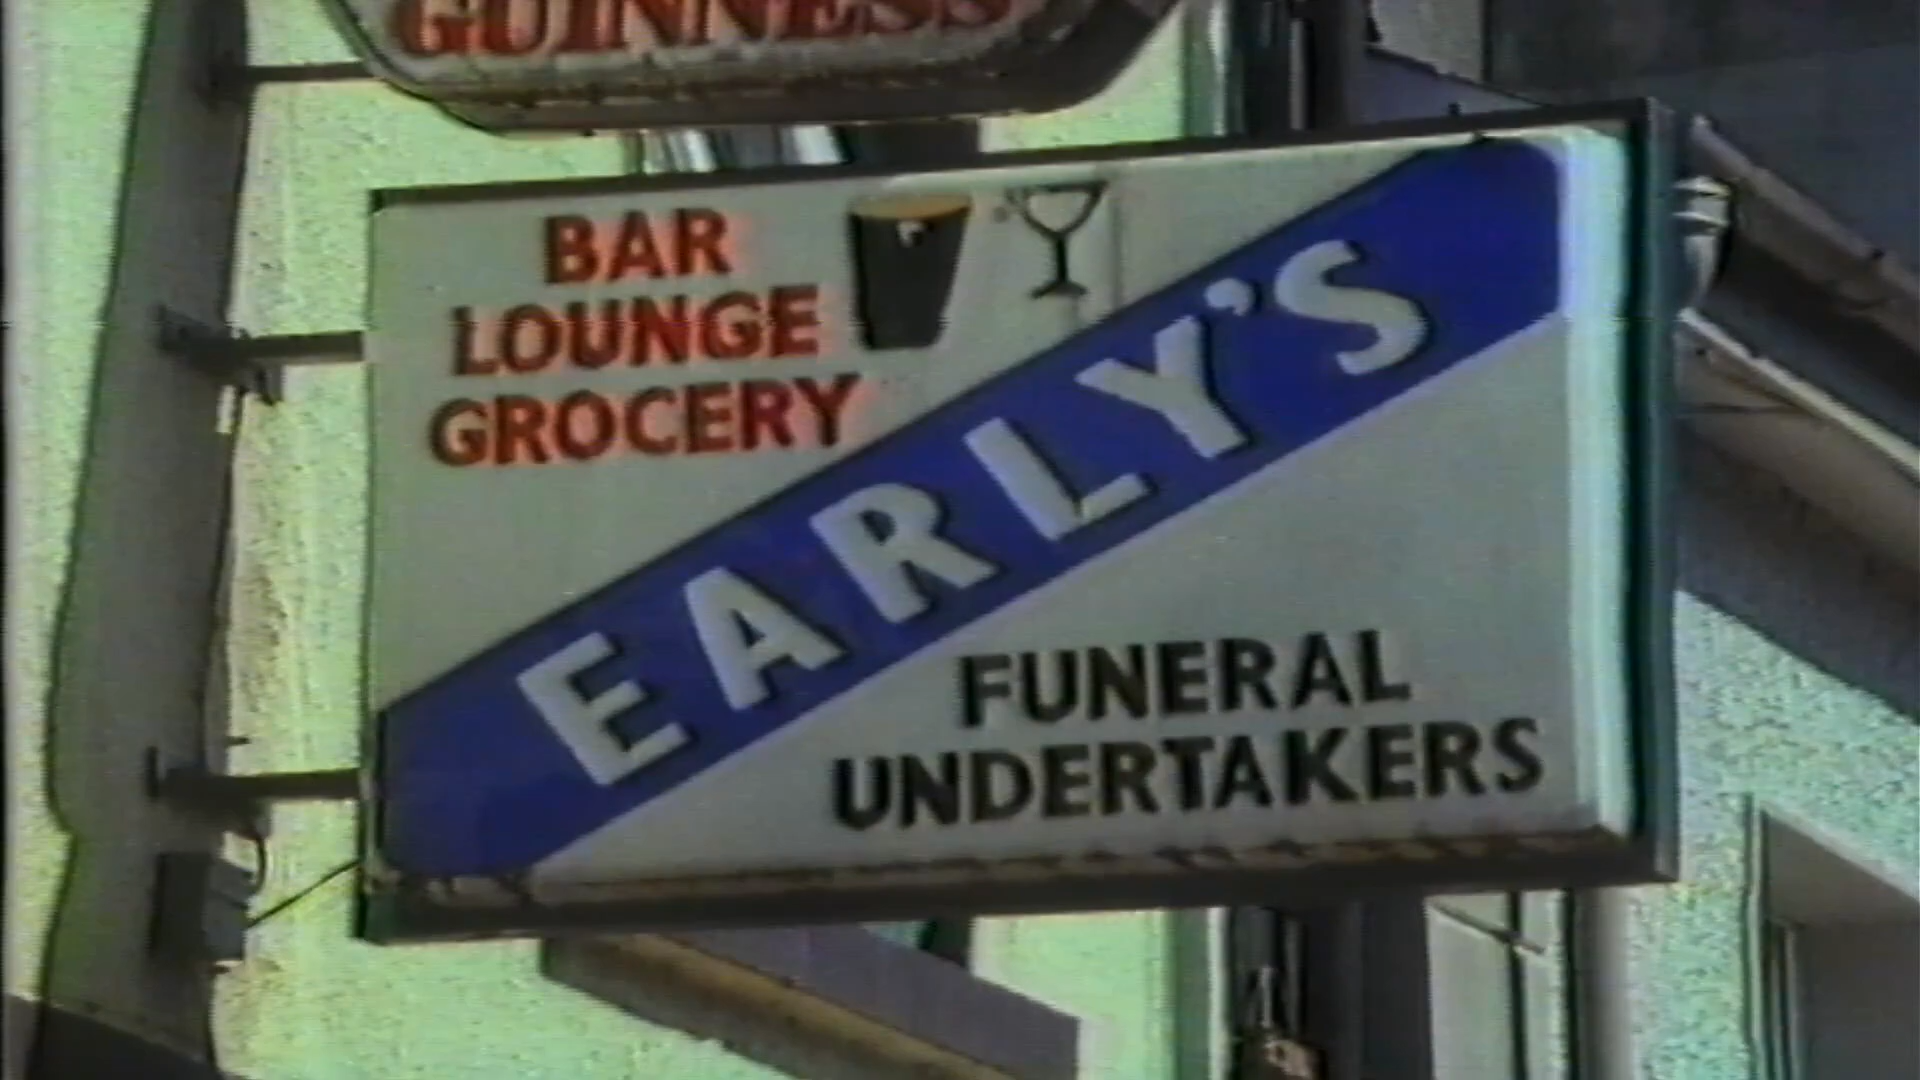 GUINNESS
BAR
LOUNGE
GROCERY
EARLY'S
FUNERAL
UNDERTAKERS